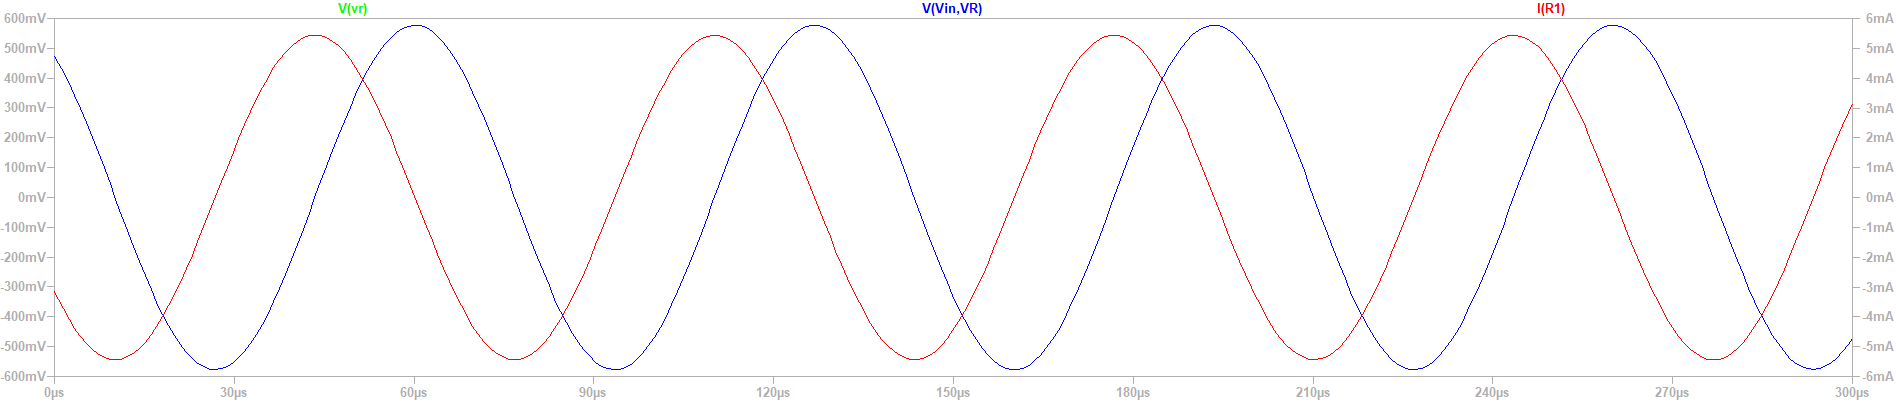 V(vr) V(Vin,VR) I(R1)
600mV 6mA
500mV 5mA
400mV 4mA
300mV 3mA
200mV 2mA
100mV 1mA
0mV 0mA
-100mV -1mA
-200mV -2mA
-300mV -3mA
-400mV -4mA
-500mV -5mA
-600mV -6mA
0µs 30µs 60µs 90µs 120µs 150µs 180µs 210µs 240µs 270µs 300µs